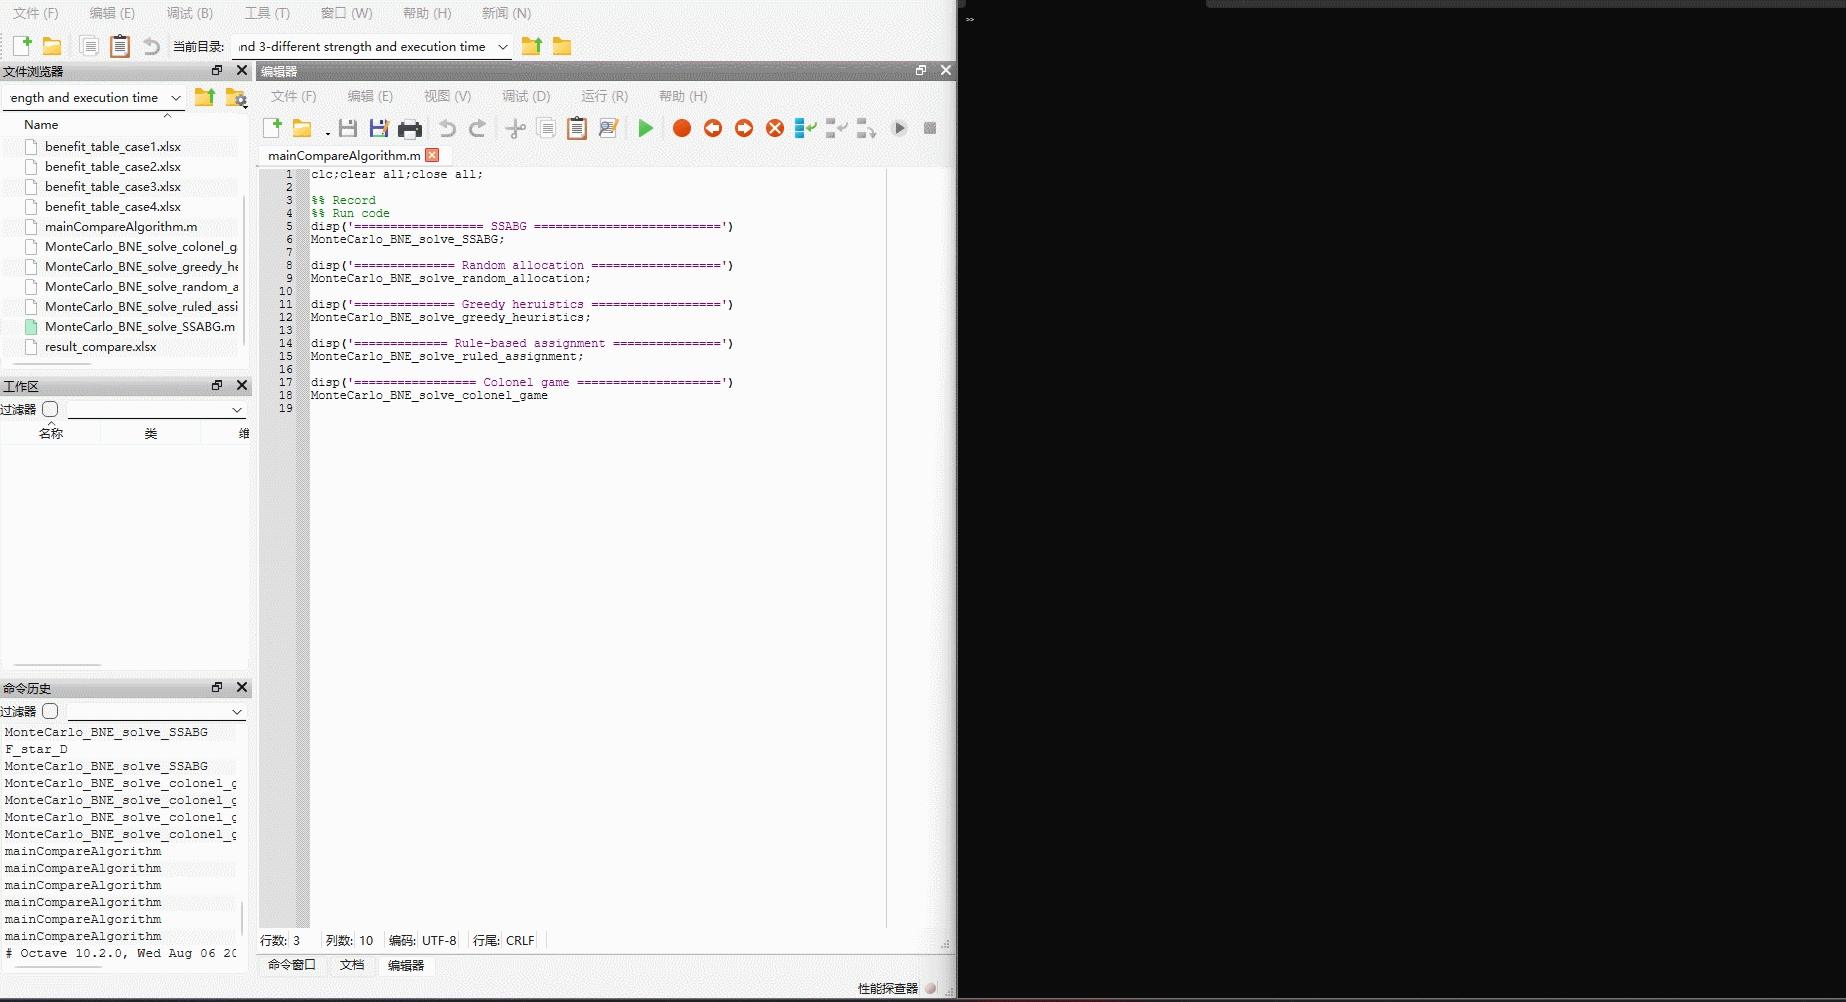 文件 (F) 编辑 (E) 调试 (B) 工具 (T) 窗口 (W) 帮助 (H) 新闻 (N)
当前目录: nd 3-different strength and execution time
文件浏览器
ength and execution time
Name
benefit_table_case1.xlsx
benefit_table_case2.xlsx
benefit_table_case3.xlsx
benefit_table_case4.xlsx
mainCompareAlgorithm.m
MonteCarlo_BNE_solve_colonel_g
MonteCarlo_BNE_solve_greedy_he
MonteCarlo_BNE_solve_random_a
MonteCarlo_BNE_solve_ruled_assi
MonteCarlo_BNE_solve_SSABG.m
result_compare.xlsx
工作区
过滤器
名称 类 维
命令历史
过滤器
MonteCarlo_BNE_solve_SSABG
F_star_D
MonteCarlo_BNE_solve_SSABG
MonteCarlo_BNE_solve_colonel_g
MonteCarlo_BNE_solve_colonel_g
MonteCarlo_BNE_solve_colonel_g
MonteCarlo_BNE_solve_colonel_g
mainCompareAlgorithm
mainCompareAlgorithm
mainCompareAlgorithm
mainCompareAlgorithm
mainCompareAlgorithm
mainCompareAlgorithm
# Octave 10.2.0, Wed Aug 06 20
编辑器
文件 (F) 编辑 (E) 视图 (V) 调试 (D) 运行 (R) 帮助 (H)
mainCompareAlgorithm.m
1 clc;clear all;close all;
2
3 %% Record
4 %% Run code
5 disp('================== SSABG ==========================')
6 MonteCarlo_BNE_solve_SSABG;
7
8 disp('============== Random allocation ==================')
9 MonteCarlo_BNE_solve_random_allocation;
10
11 disp('============== Greedy heruistics ==================')
12 MonteCarlo_BNE_solve_greedy_heuristics;
13
14 disp('============= Rule-based assignment ===============')
15 MonteCarlo_BNE_solve_ruled_assignment;
16
17 disp('================= Colonel game ====================')
18 MonteCarlo_BNE_solve_colonel_game
19
行数: 3 列数: 10 编码: UTF-8 行尾: CRLF
命令窗口 文档 编辑器
性能探查器
>>